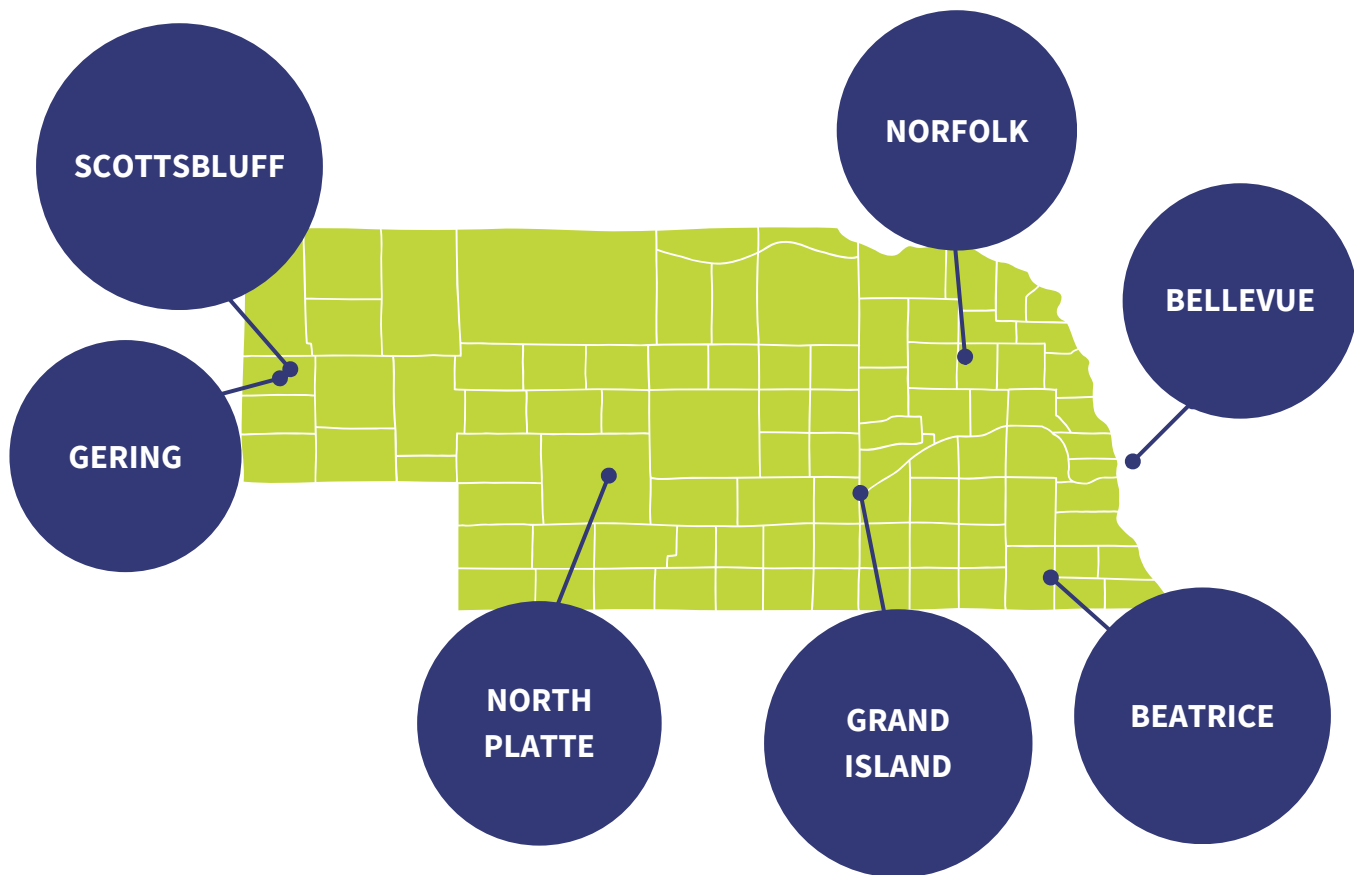 SCOTTSBLUFF
NORFOLK
BELLEVUE
GERING
NORTH
PLATTE
GRAND
ISLAND
BEATRICE